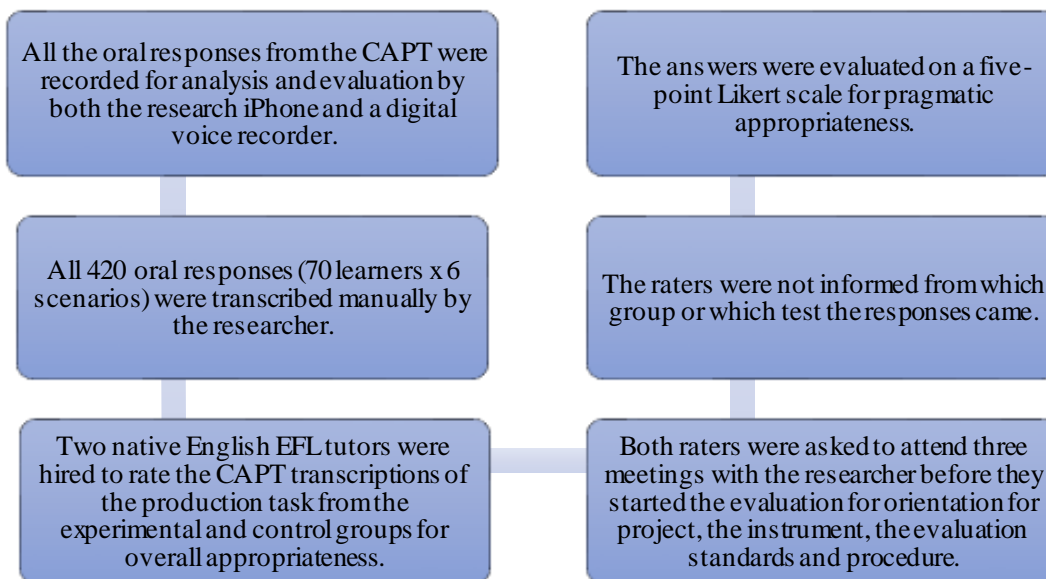 All the oral responses from the CAPT were
recorded for analysis and evaluation by
both the research iPhone and a digital
voice recorder.
All 420 oral responses (70 learners x 6
scenarios) were transcribed manually by
the researcher.
Two native English EFL tutors were
hired to rate the CAPT transcriptions of
the production task from the
experimental and control groups for
overall appropriateness.
Both raters were asked to attend three
meetings with the researcher before they
started the evaluation for orientation for
project, the instrument, the evaluation
standards and procedure.
The raters were not informed from which
group or which test the responses came.
The answers were evaluated on a five-
point Likert scale for pragmatic
appropriateness.